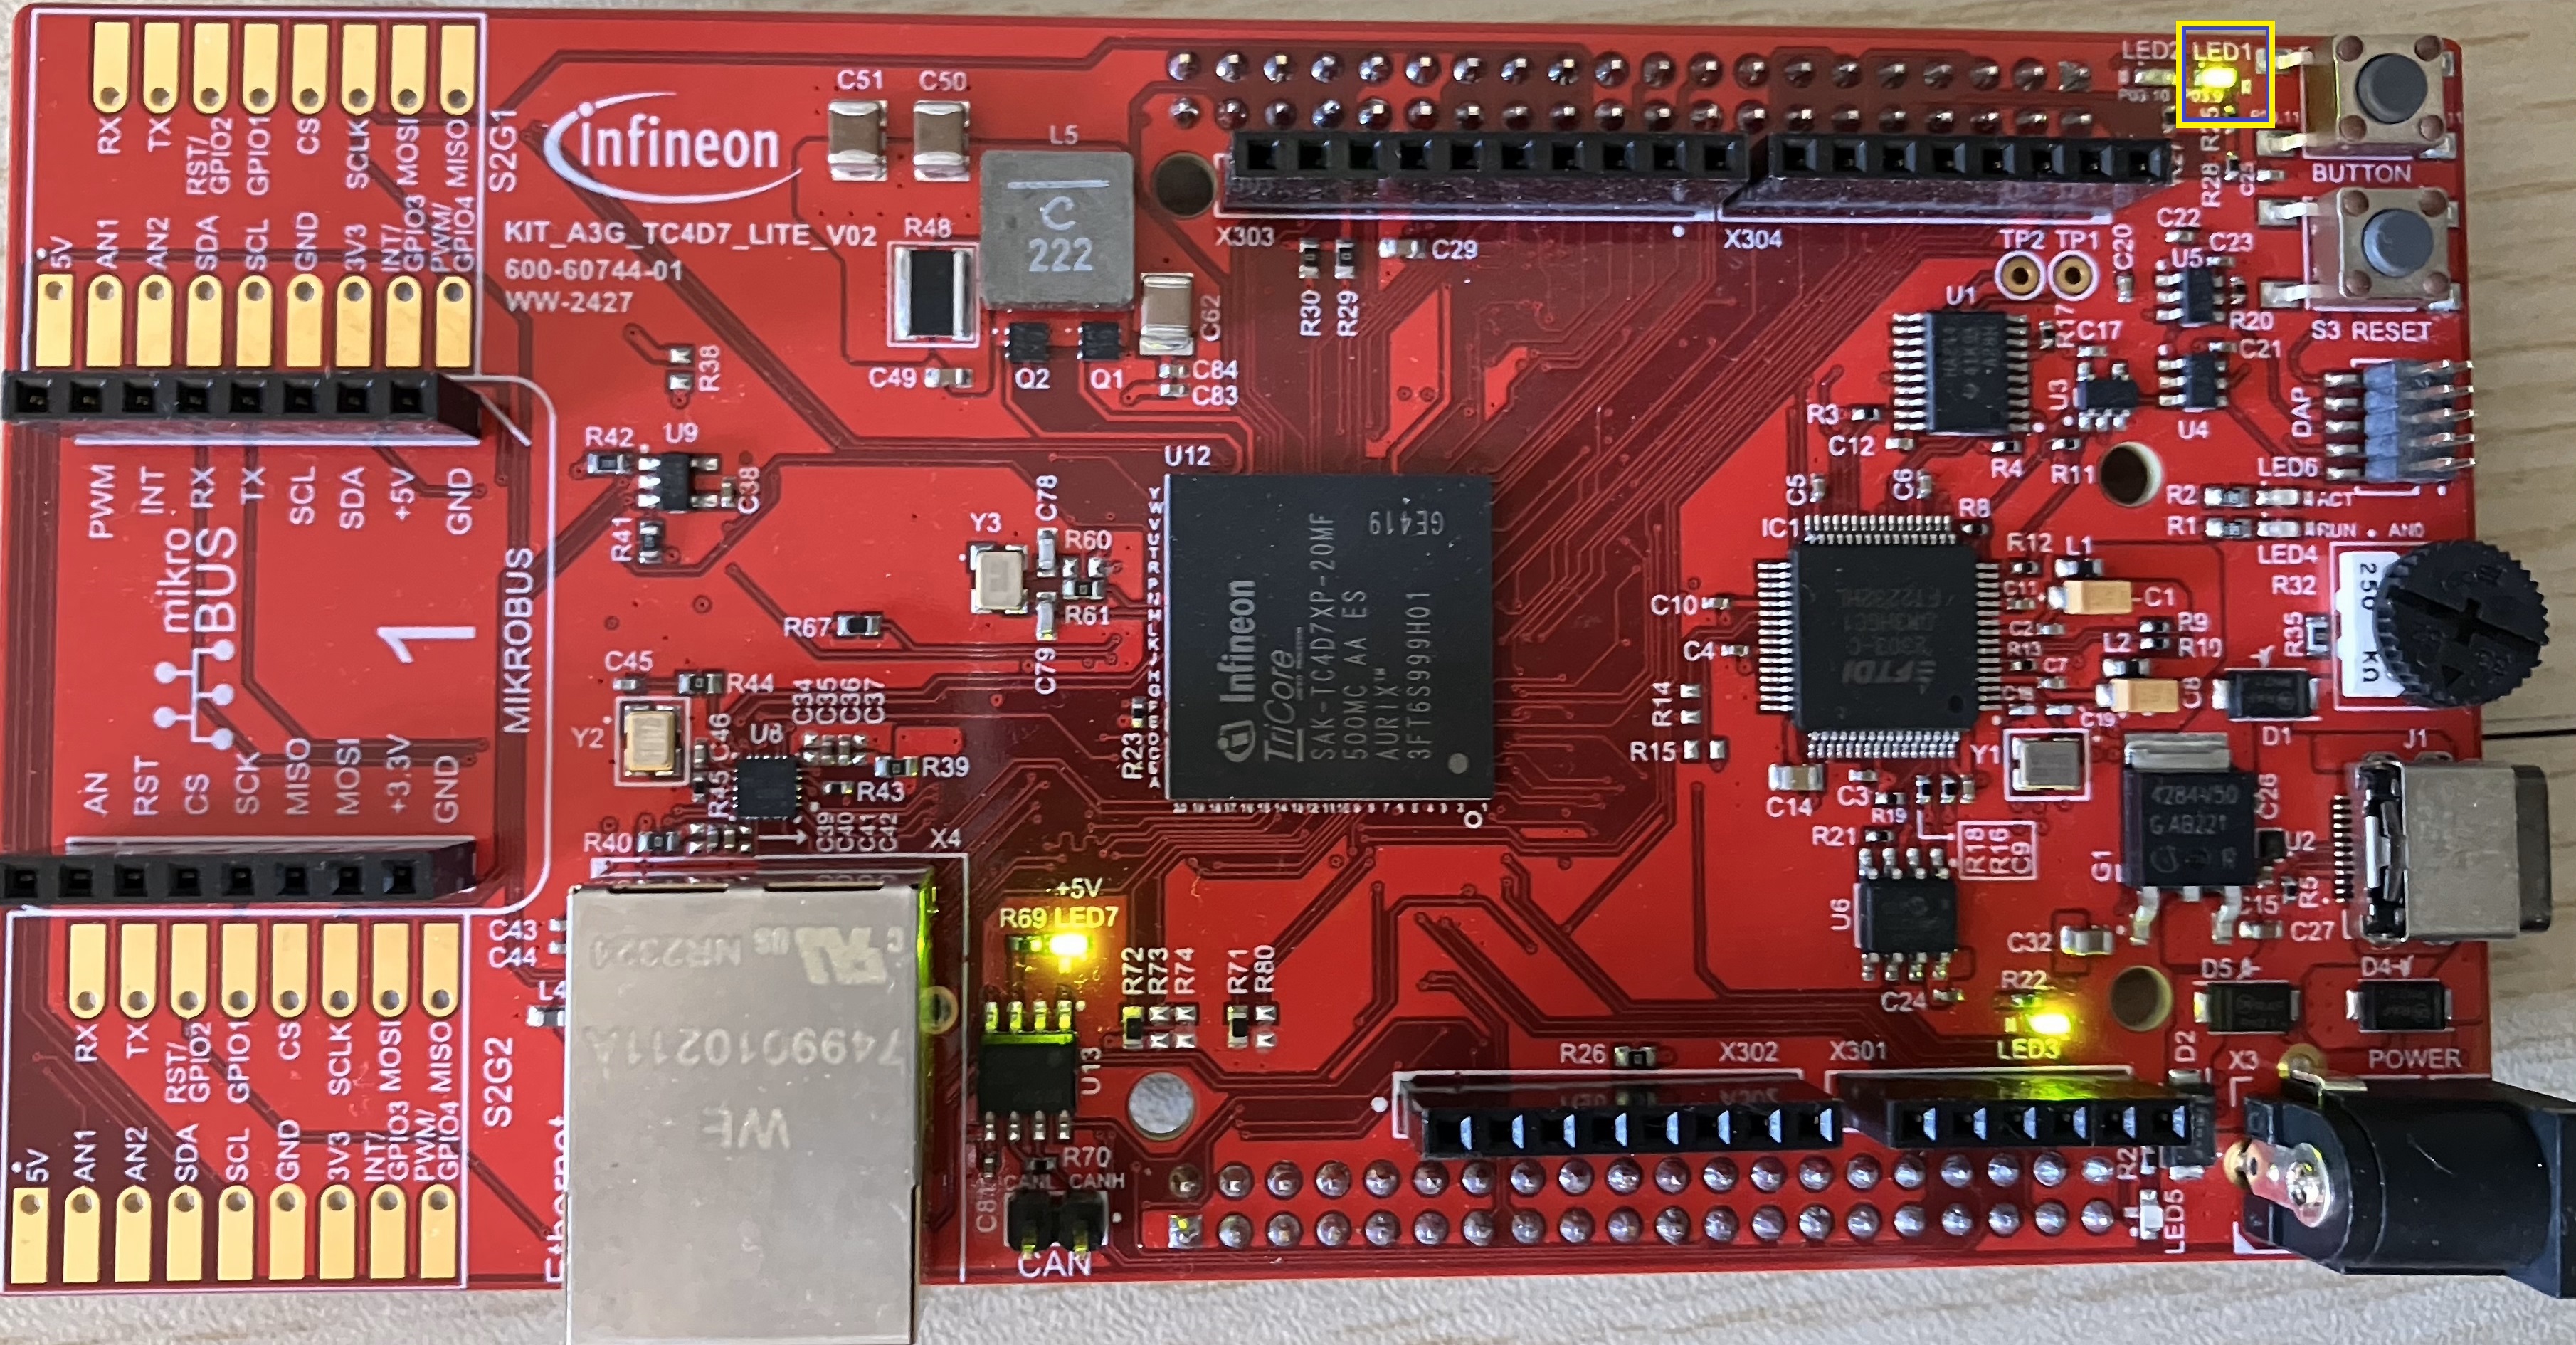 RX
TX
RST/
GPIO2
GPIO1
CS
SCLK
GPIO3 MOSI
GPIO4 MISO
S2G1
5V
AN1
AN2
SDA
SCL
GND
3V3
INT/
PWM/
infineon
KIT_A3G_TC4D7_LITE_V02
600-60744-01
WW-2427
C51
C50
L5
C
222
R48
C62
C49
Q2
Q1
C84
C83
R38
X303
X304
R30
R29
C29
LED2
LED1
R25
R27
R28
BUTTON
S3 RESET
C22
C23
TP2
TP1
C20
U5
U1
R17
C17
R20
C21
U3
U4
R3
C12
R4
R11
DAP
LED6
R2
ACT
R1
RUN
AN0
LED4
PWM
INT
RX
TX
SCL
SDA
+5V
GND
mikro
BUS
1
MIKROBUS
AN
RST
CS
SCK
MISO
MOSI
+3.3V
GND
R42
U9
C38
R41
Y3
C78
R60
R61
C79
R67
C45
R44
Y2
C46
U8
C34
C35
C36
C37
R39
R45
R43
R40
C39
C40
C41
C42
X4
U12
GE419
Infineon
TriCore
SAK-TC4D7XP-20MF
500MC AA ES
AURIX™
3FT6S999H01
R23
C5
C6
R8
IC1
FTDI
R12
L1
C11
C1
C2
R9
R10
R13
L2
C7
C8
C19
C10
C4
R14
R15
C14
C3
R19
Y1
R21
R18
R16
C9
U6
C24
R32
R35
250 KΩ
D1
J1
G1
C26
U2
R5
C15
C27
C32
R22
LED3
D5
D4
POWER
X3
D2
LED5
+5V
R69 LED7
R72
R73
R74
R71
R80
U13
R70
CANL
CANH
CAN
R26
X302
X301
C43
C44
NR2324
7499010211A
WE
RX
TX
RST/
GPIO2
GPIO1
CS
SCLK
GPIO3 MOSI
GPIO4 MISO
S2G2
5V
AN1
AN2
SDA
SCL
GND
3V3
INT/
PWM/